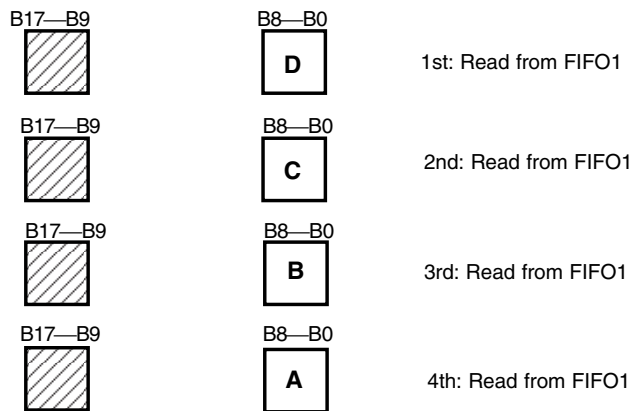 B17—B9 B8—B0
D 1st: Read from FIFO1
B17—B9 B8—B0
C 2nd: Read from FIFO1
B17—B9 B8—B0
B 3rd: Read from FIFO1
B17—B9 B8—B0
A 4th: Read from FIFO1